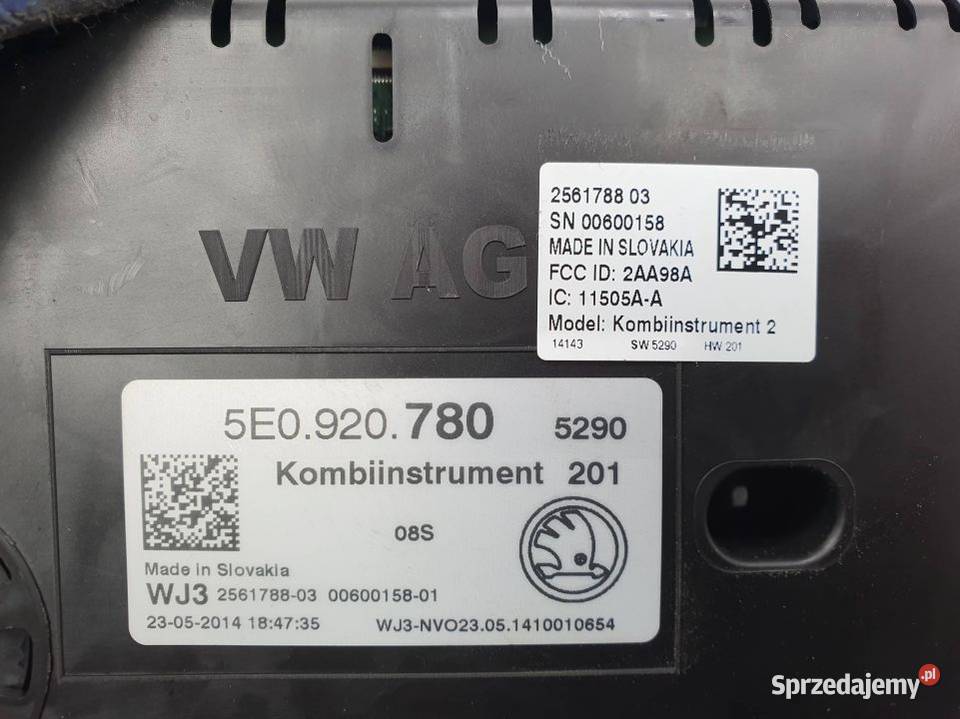 VW AG
2561788 03
SN 00600158
MADE IN SLOVAKIA
FCC ID: 2AA98A
IC: 11505A-A
Model: Kombiinstrument 2
14143 SW 5290 HW 201
5E0.920.780 5290
Kombiinstrument 201
08S
Made in Slovakia
WJ3 2561788-03 00600158-01
23-05-2014 18:47:35 WJ3-NVO23.05.1410010654
Sprzedajemy.pl